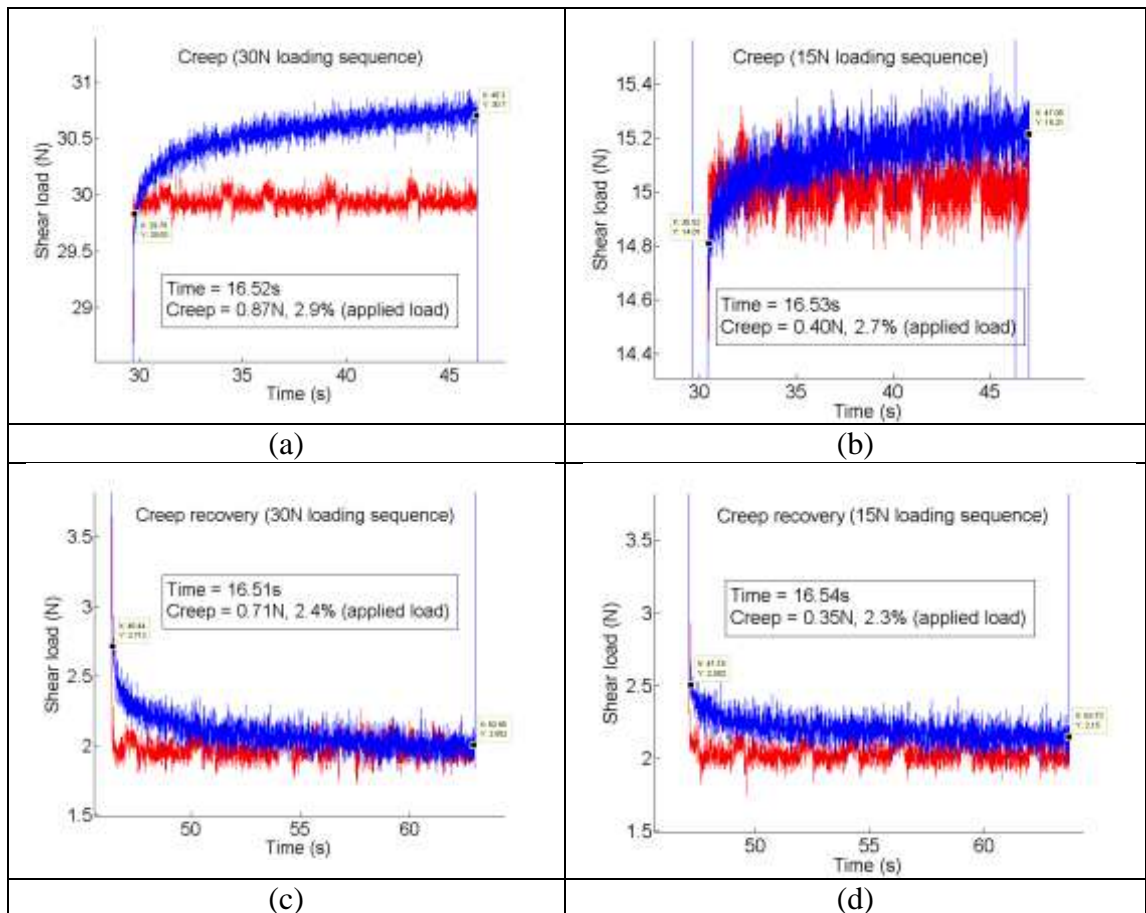 Creep (30N loading sequence)
31
30.5
30
29.5
29
Shear load (N)
Time = 16.52s
Creep = 0.87N, 2.9% (applied load)
30 35 40 45
Time (s)
(a)
Creep (15N loading sequence)
15.4
15.2
15
14.8
14.6
14.4
Shear load (N)
Time = 16.53s
Creep = 0.40N, 2.7% (applied load)
30 35 40 45
Time (s)
(b)
Creep recovery (30N loading sequence)
3.5
3
2.5
2
1.5
Shear load (N)
Time = 16.51s
Creep = 0.71N, 2.4% (applied load)
50 55 60
Time (s)
(c)
Creep recovery (15N loading sequence)
3.5
3
2.5
2
1.5
Shear load (N)
Time = 16.54s
Creep = 0.35N, 2.3% (applied load)
50 55 60
Time (s)
(d)